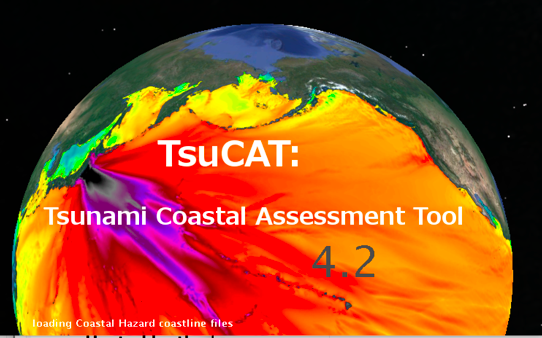 TsuCAT:
Tsunami Coastal Assessment Tool
4.2
loading Coastal Hazard coastline files